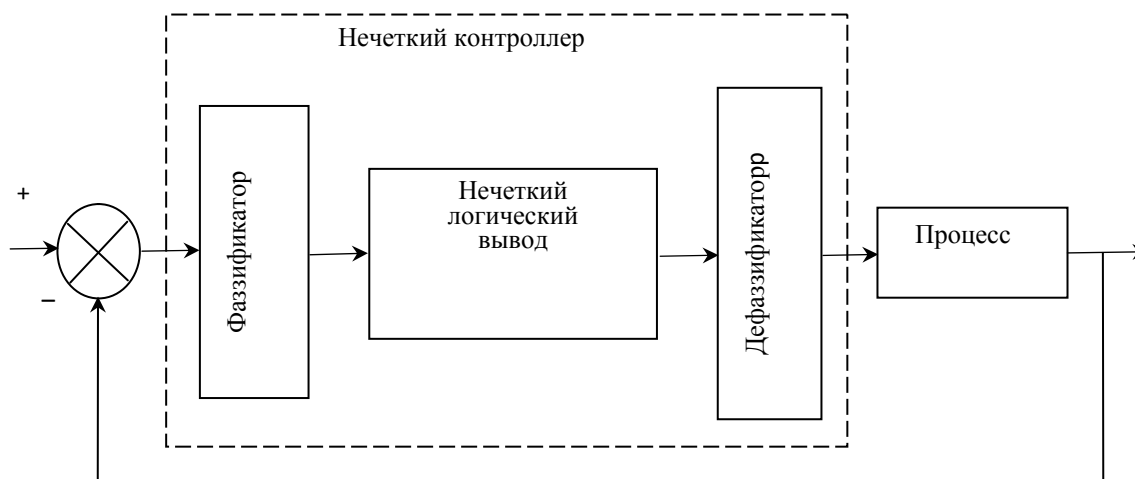 Нечеткий контроллер
+
−
Фаззификатор
Нечеткий
логический
вывод
Дефаззификаторр
Процесс